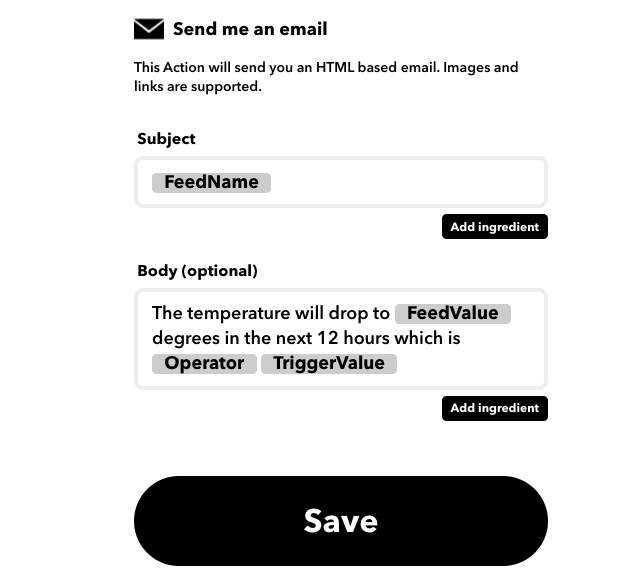 Send me an email
This Action will send you an HTML based email. Images and
links are supported.
Subject
FeedName
Add ingredient
Body (optional)
The temperature will drop to FeedValue
degrees in the next 12 hours which is
Operator TriggerValue
Add ingredient
Save